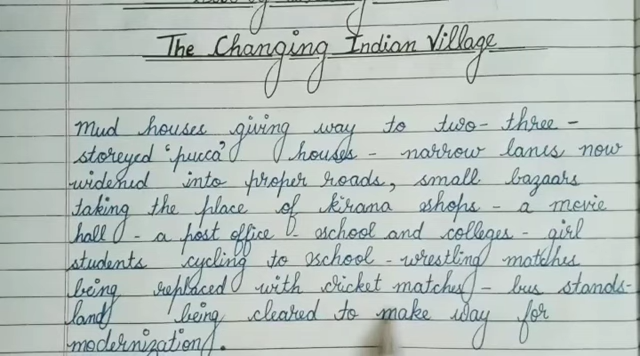 The Changing Indian Village
Mud houses giving way to two-three-
storeyed 'pucca' houses - narrow lanes now
widened into proper roads, small bazaars
taking the place of kirana shops - a movie
hall - a post office - school and colleges - girl
students cycling to school - wrestling matches
being replaced with cricket matches - bus stands-
land being cleared to make way for
modernization.